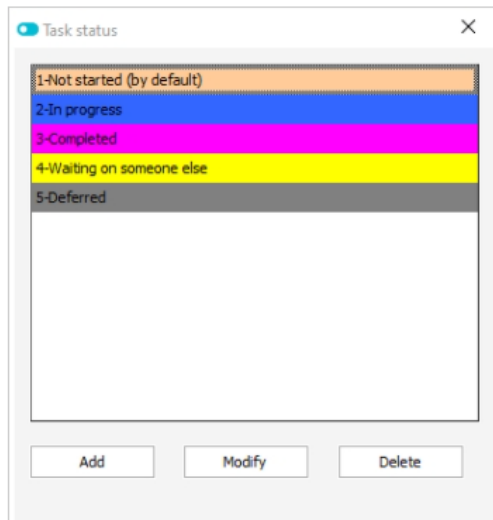 Task status
1-Not started (by default)
2-In progress
3-Completed
4-Waiting on someone else
5-Deferred
Add Modify Delete